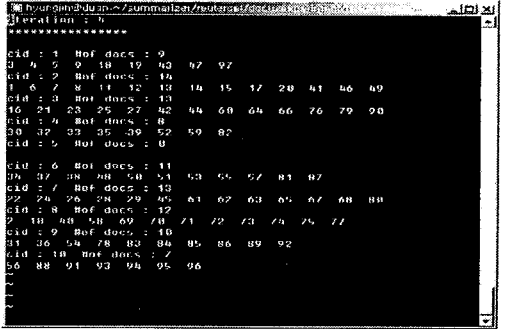 Iteration : 4
****************
cid : 1 #of docs : 9
3 4 5 9 18 19 43 47 97
cid : 2 #of docs : 14
1 6 7 8 11 12 13 14 15 17 20 41 46 49
cid : 3 #of docs : 13
16 21 23 25 27 42 44 60 64 66 76 79 90
cid : 4 #of docs : 8
30 32 33 35 39 52 59 82
cid : 5 #of docs : 0
cid : 6 #of docs : 11
34 37 38 48 50 51 53 55 57 81 87
cid : 7 #of docs : 13
22 24 26 28 29 45 61 62 63 65 67 68 80
cid : 8 #of docs : 12
2 10 40 58 69 70 71 72 73 74 75 77
cid : 9 #of docs : 10
31 36 54 78 83 84 85 86 89 92
cid : 10 #of docs : 7
56 88 91 93 94 95 96
~
~
~
~